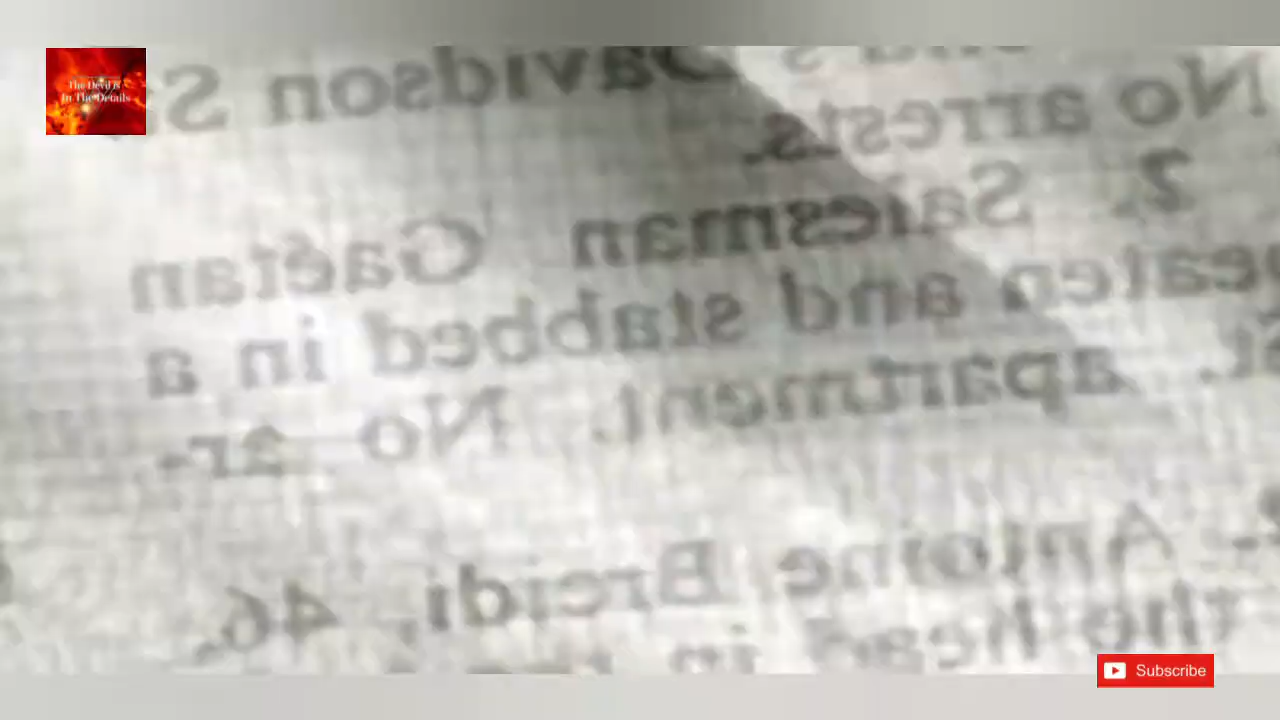 The Devil is
In The Details
Davidson
No arrests.
2. Salesman Gaétan
beaten and stabbed in a
apartment. No ar-
Antoine Breidi, 46,
the head in
Subscribe